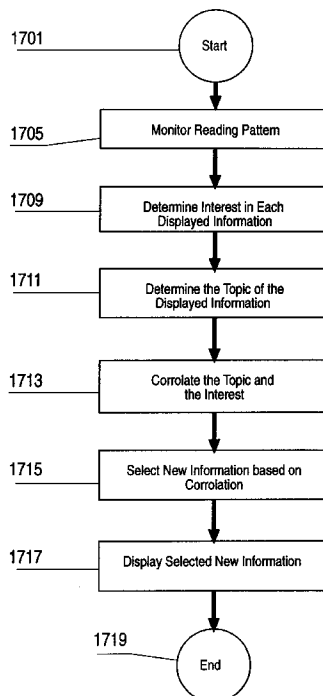 1701
Start
1705
Monitor Reading Pattern
1709
Determine Interest in Each
Displayed Information
1711
Determine the Topic of the
Displayed Information
1713
Corrolate the Topic and
the Interest
1715
Select New Information based on
Corrolation
1717
Display Selected New Information
1719
End